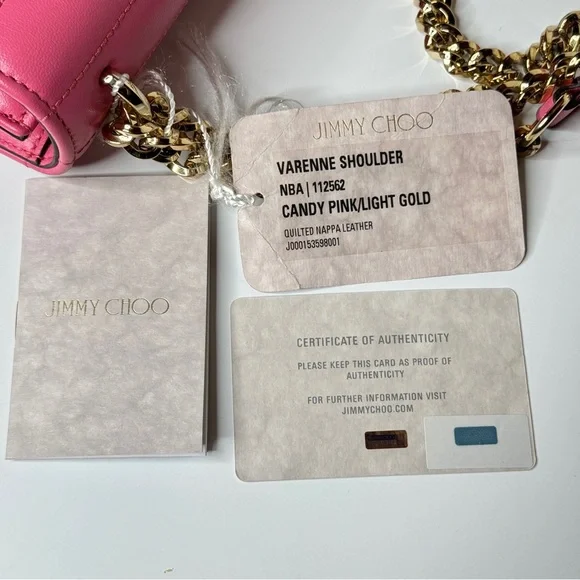 JIMMY CHOO
VARENNE SHOULDER
NBA | 112562
CANDY PINK/LIGHT GOLD
QUILTED NAPPA LEATHER
J000153598001
JIMMY CHOO
CERTIFICATE OF AUTHENTICITY
PLEASE KEEP THIS CARD AS PROOF OF
AUTHENTICITY
FOR FURTHER INFORMATION VISIT
JIMMYCHOO.COM